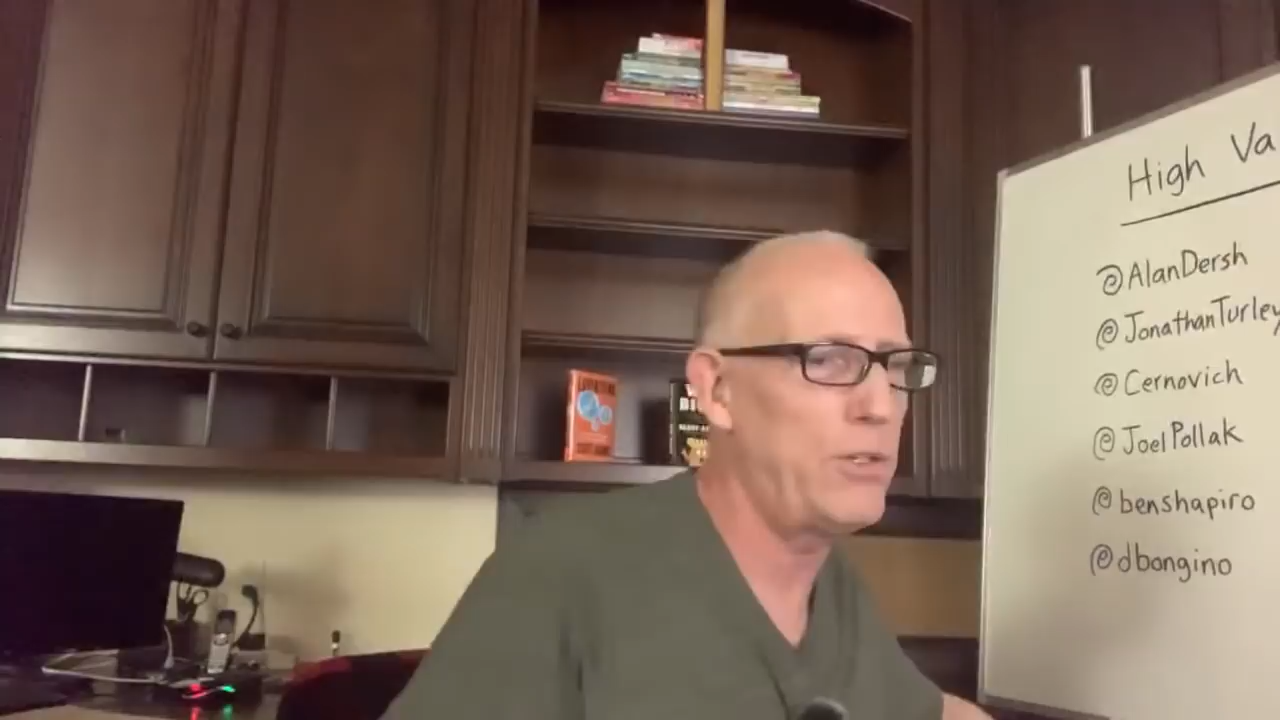 High Va
@AlanDersh
@JonathanTurley
@Cernovich
@JoelPollak
@benshapiro
@dbongino